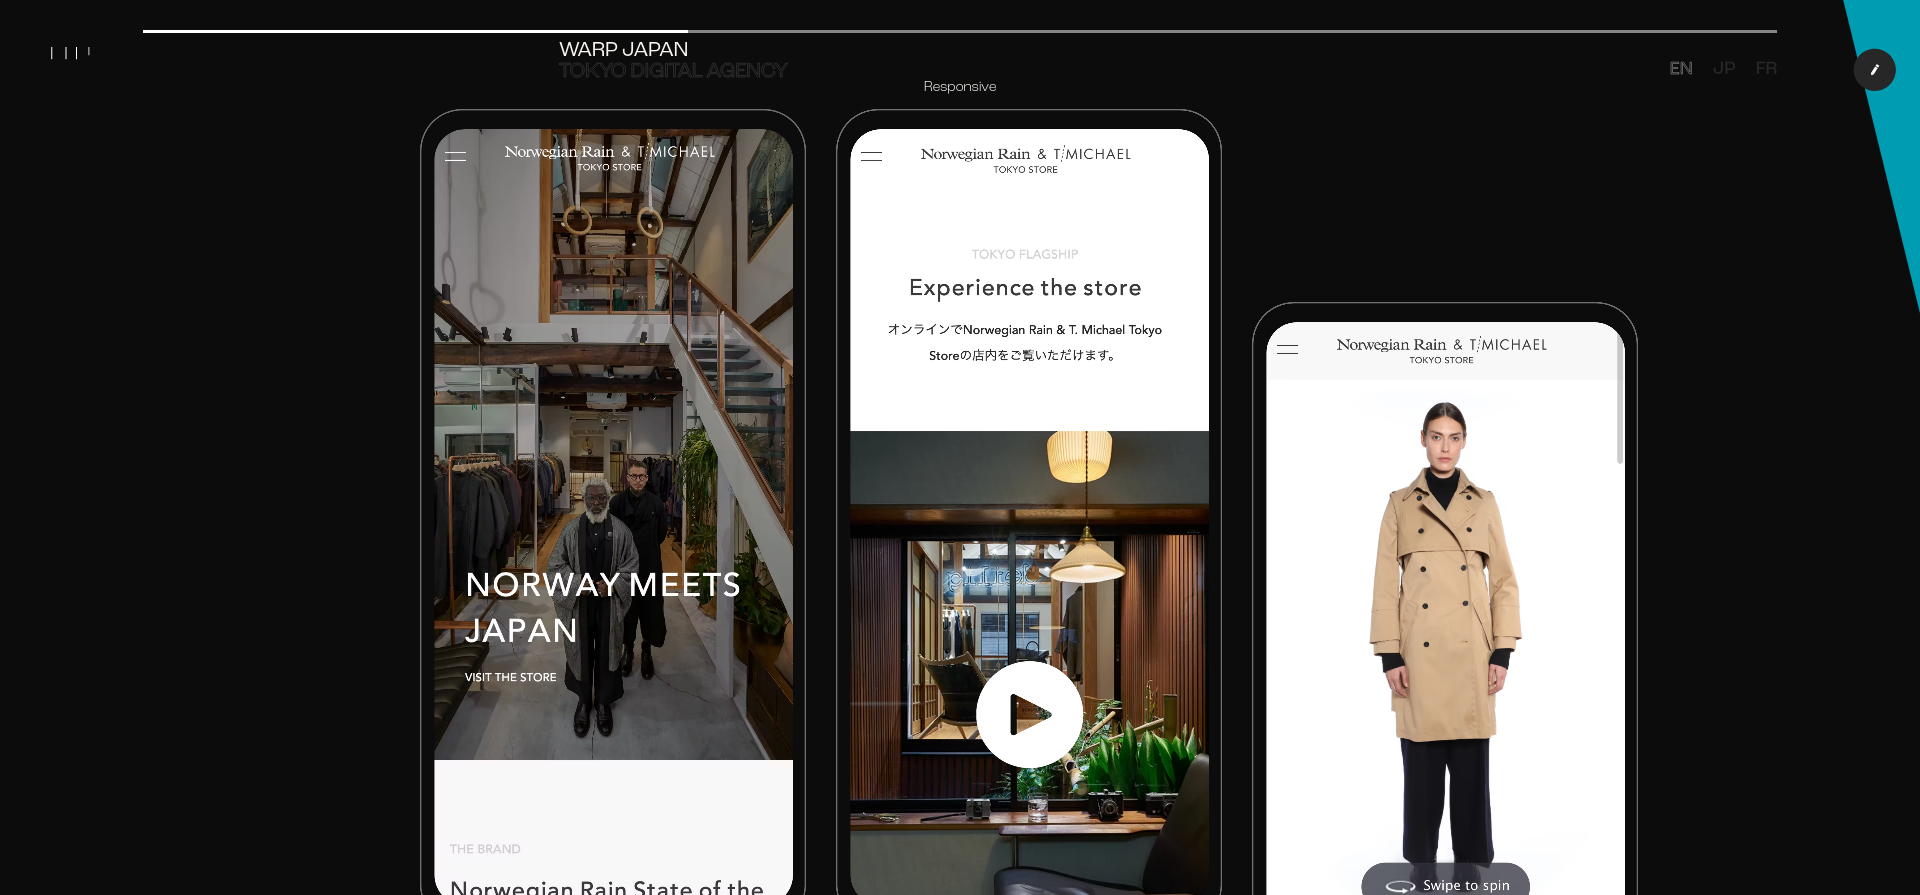 WARP JAPAN
TOKYO DIGITAL AGENCY
EN JP FR
Responsive
Norwegian Rain & T/MICHAEL
TOKYO STORE
NORWAY MEETS
JAPAN
VISIT THE STORE
THE BRAND
Norwegian Rain State of the
Norwegian Rain & T/MICHAEL
TOKYO STORE
TOKYO FLAGSHIP
Experience the store
オンラインでNorwegian Rain & T. Michael Tokyo
Storeの店内をご覧いただけます。
Norwegian Rain & T/MICHAEL
TOKYO STORE
Swipe to spin